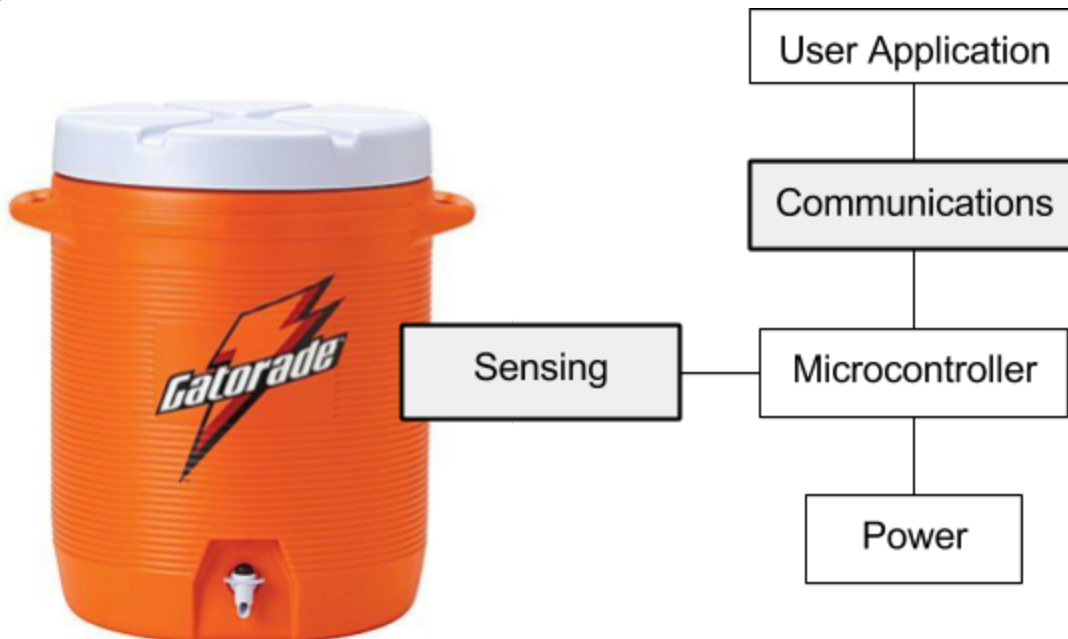 User Application
Communications
Gatorade
Sensing
Microcontroller
Power